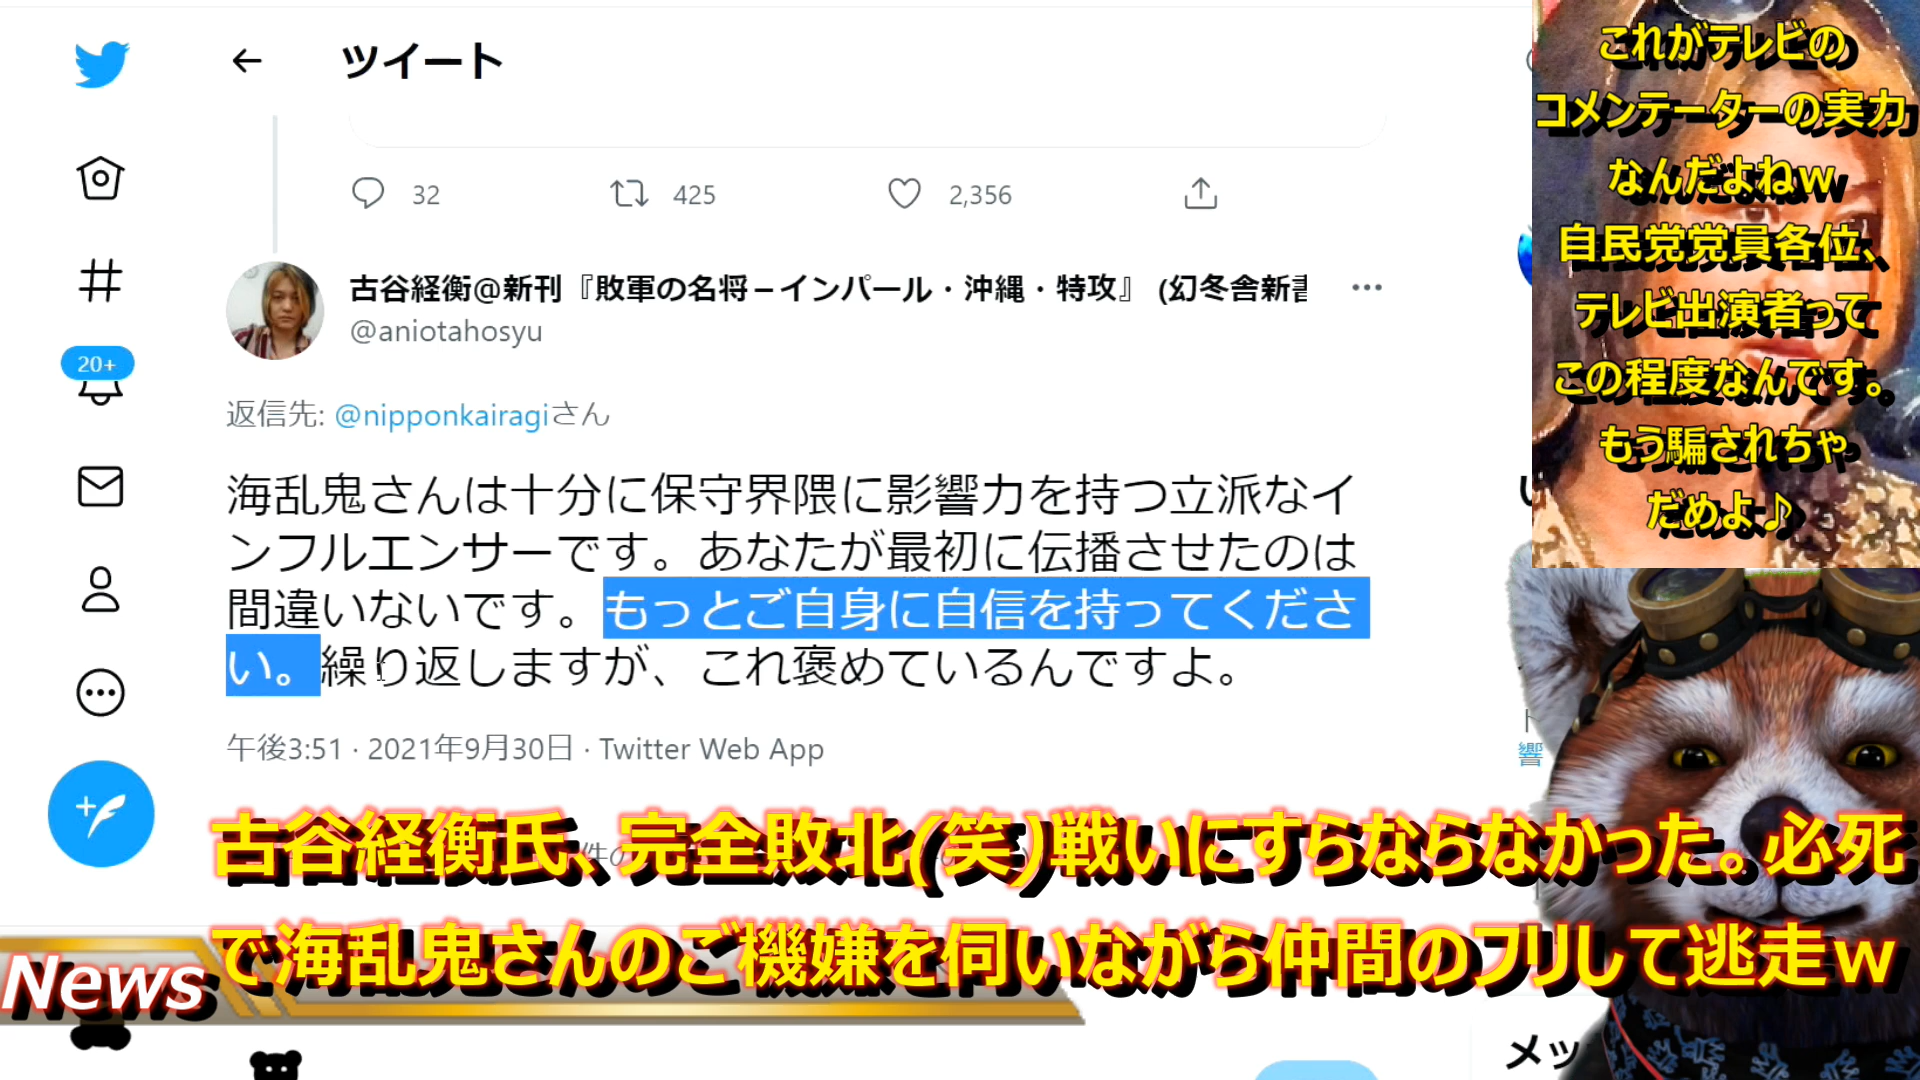 ツイート
32
425
2,356
古谷経衡@新刊『敗軍の名将－インパール・沖縄・特攻』 (幻冬舎新書
@aniotahosyu
20+
返信先: @nipponkairagiさん
海乱鬼さんは十分に保守界隈に影響力を持つ立派なイ
ンフルエンサーです。あなたが最初に伝播させたのは
間違いないです。もっとご自身に自信を持ってくださ
い。繰り返しますが、これ褒めているんですよ。
午後3:51 · 2021年9月30日 · Twitter Web App
件の
これがテレビの
コメンテーターの実力
なんだよねw
自民党党員各位、
テレビ出演者って
この程度なんです。
もう騙されちゃ
だめよ♪
い
ト
響
古谷経衡氏、完全敗北(笑)戦いにすらならなかった。必死
で海乱鬼さんのご機嫌を伺いながら仲間のフリして逃走w
News
メッ